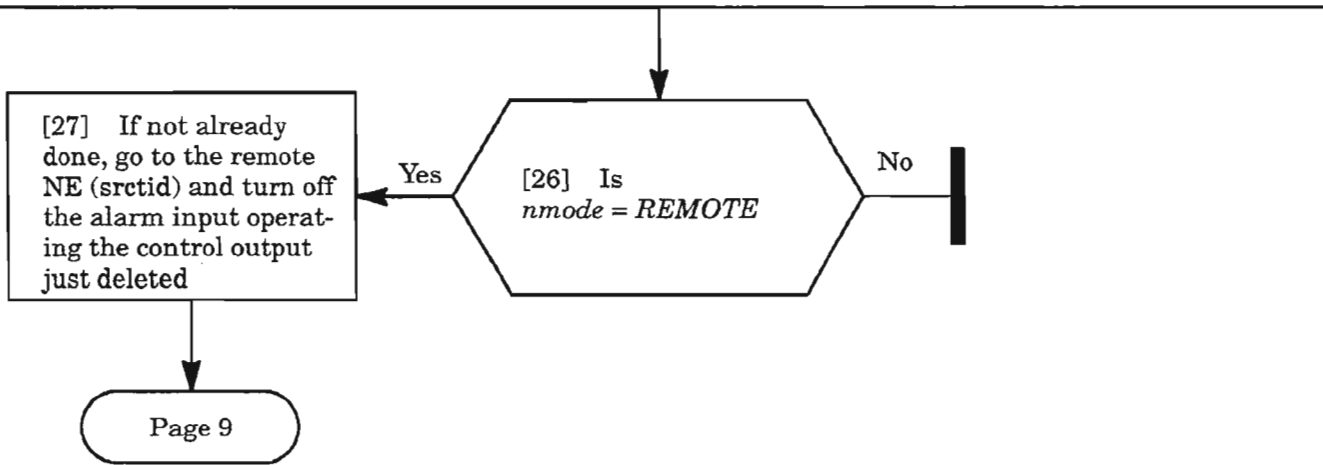 [27] If not already
done, go to the remote
NE (srctid) and turn off
the alarm input operat-
ing the control output
just deleted
Yes
[26] Is
nmode = REMOTE
No
Page 9